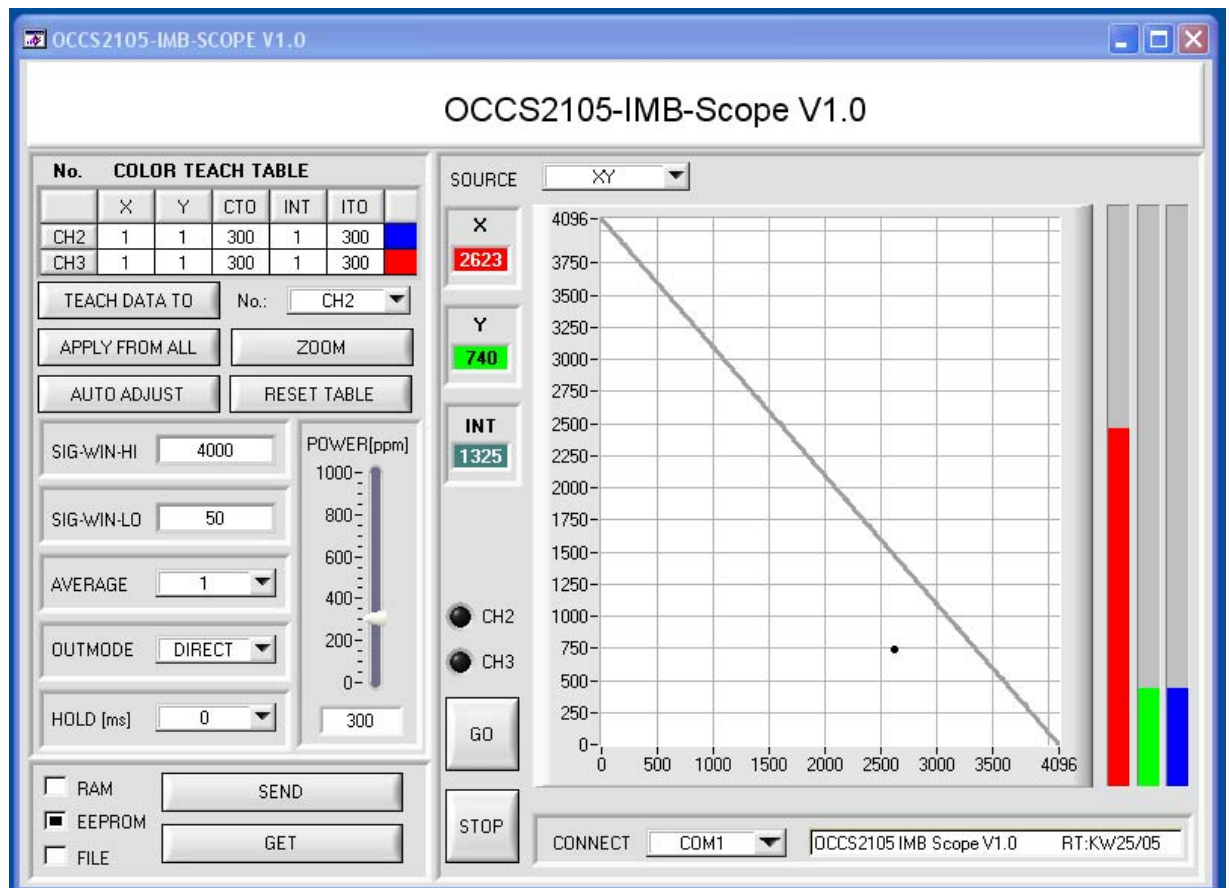 OCCS2105-IMB-SCOPE V1.0
OCCS2105-IMB-Scope V1.0
No. COLOR TEACH TABLE
X Y CTO INT ITO
CH2 1 1 300 1 300
CH3 1 1 300 1 300
TEACH DATA TO No.: CH2
APPLY FROM ALL ZOOM
AUTO ADJUST RESET TABLE
SIG-WIN-HI 4000
SIG-WIN-LO 50
AVERAGE 1
OUTMODE DIRECT
HOLD [ms] 0
POWER[ppm]
1000
800
600
400
200
0
300
RAM
EEPROM
FILE
SEND
GET
SOURCE XY
X
2623
Y
740
INT
1325
CH2
CH3
GO
STOP
4096
3750
3500
3250
3000
2750
2500
2250
2000
1750
1500
1250
1000
750
500
250
0
0 500 1000 1500 2000 2500 3000 3500 4096
CONNECT COM1 OCCS2105 IMB Scope V1.0 RT:KW25/05